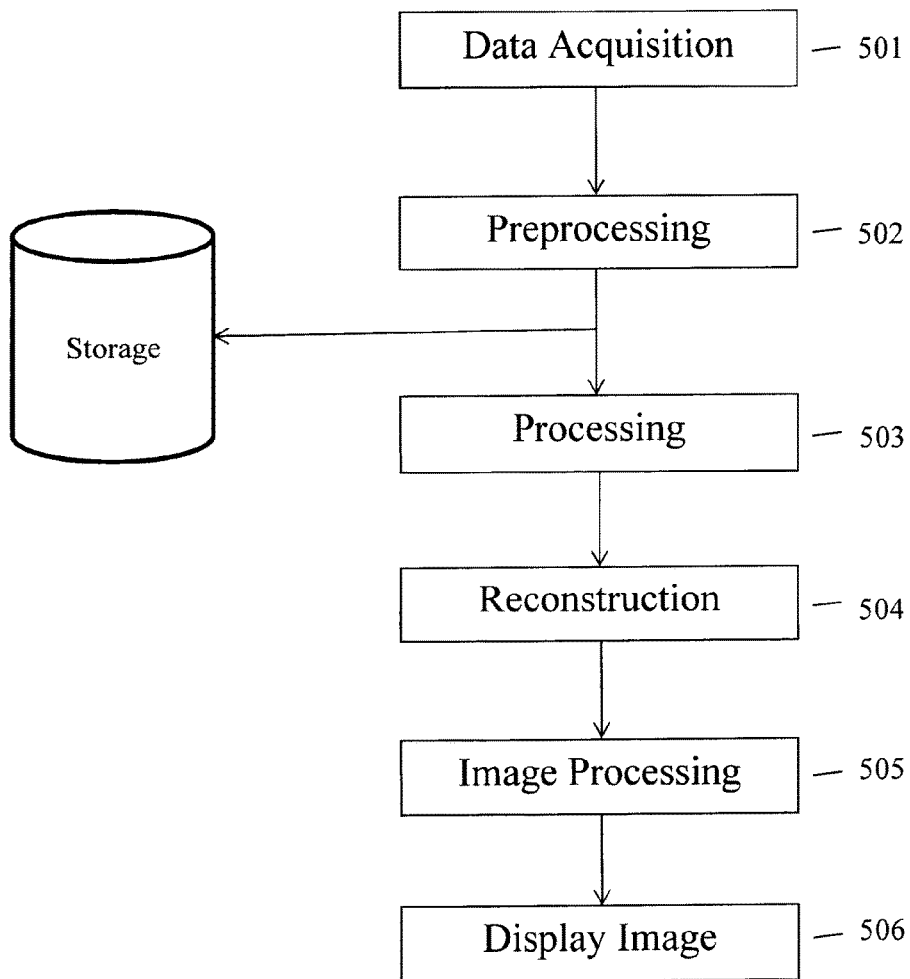 Data Acquisition 501
Preprocessing 502
Storage
Processing 503
Reconstruction 504
Image Processing 505
Display Image 506